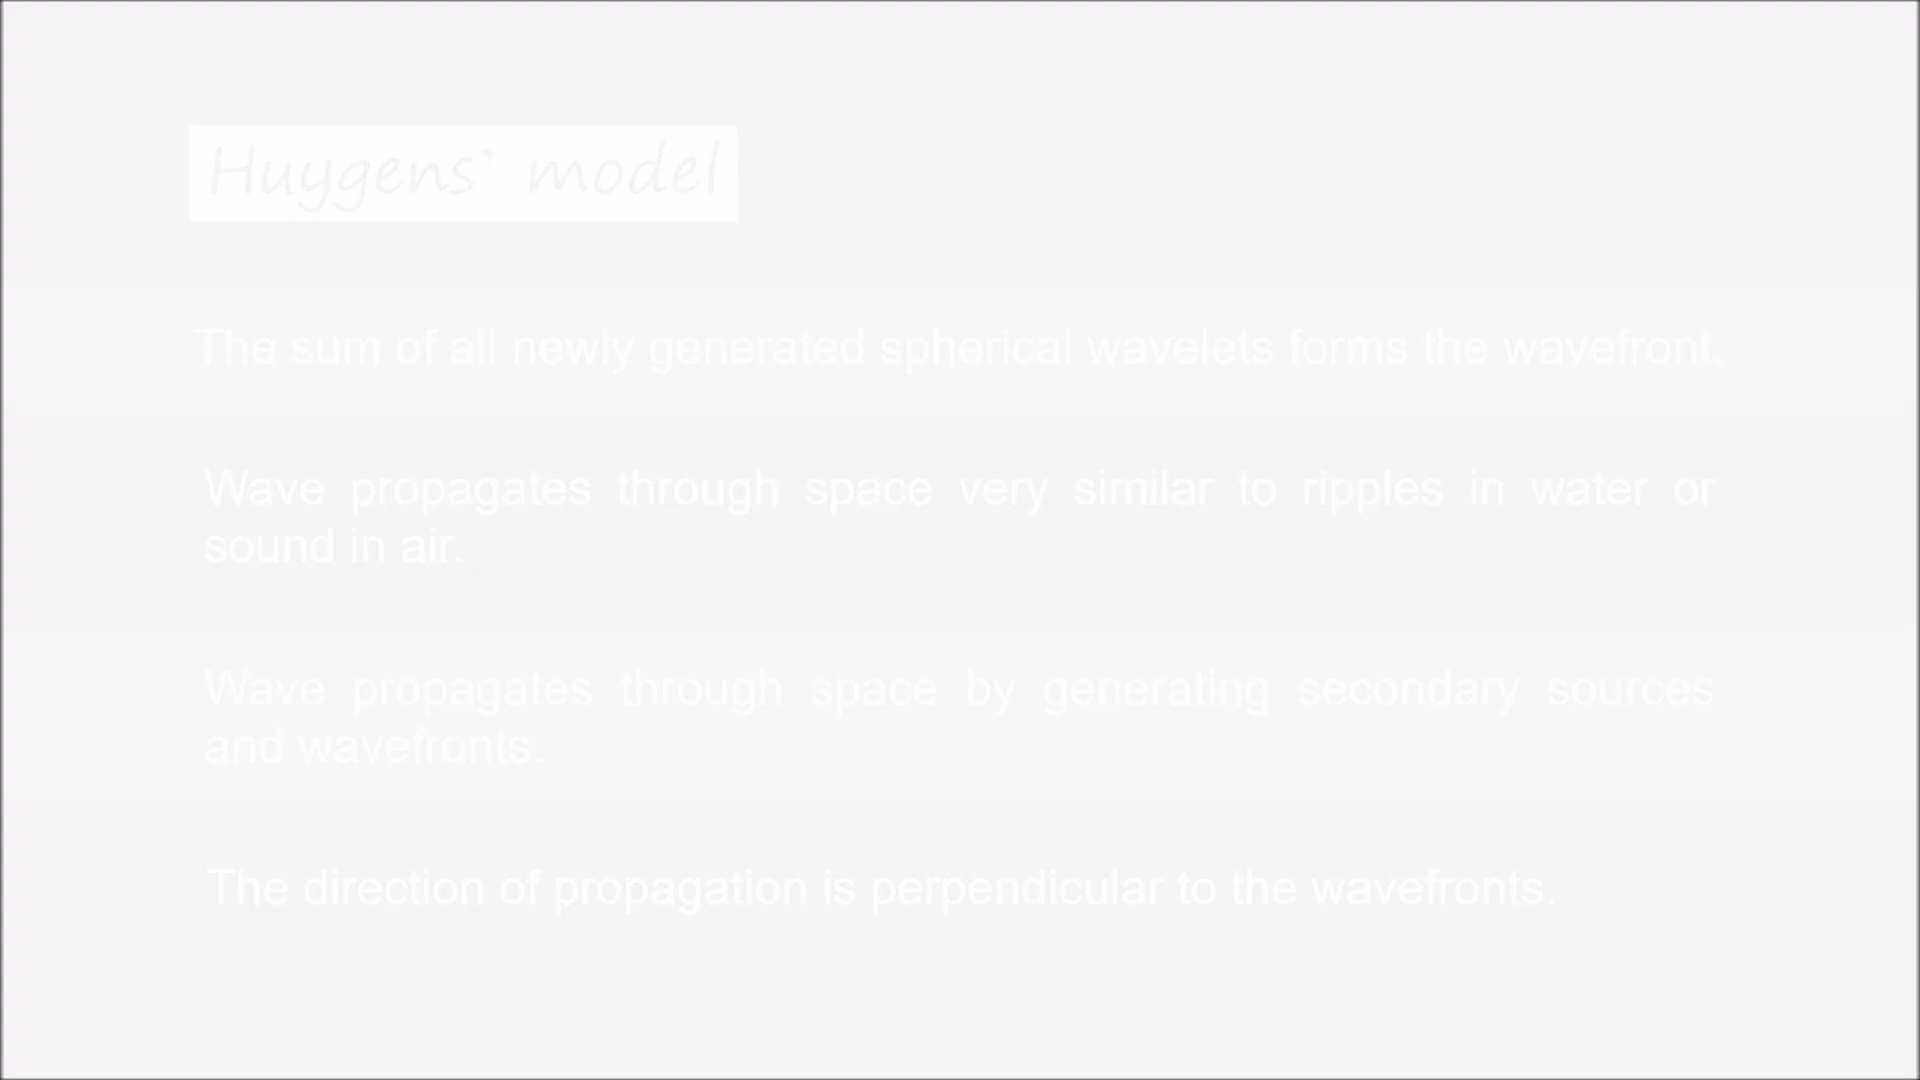 Huygens’ model
The sum of all newly generated spherical wavelets forms the wavefront.
Wave propagates through space very similar to ripples in water or
sound in air.
Wave propagates through space by generating secondary sources
and wavefronts.
The direction of propagation is perpendicular to the wavefronts.